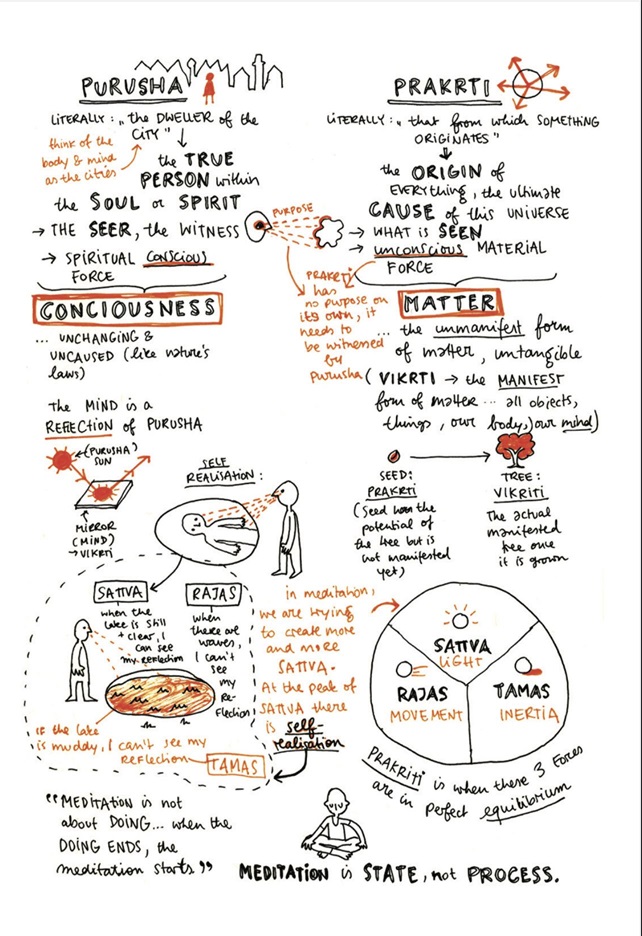 PURUSHA
LITERALLY: „the DWELLER of the
CITY"
think of the
body & mind
as the cities
the TRUE
PERSON within
the SOUL or SPIRIT
→ THE SEER, the WITNESS
→ SPIRITUAL CONSCIOUS
FORCE
CONCIOUSNESS
... UNCHANGING &
UNCAUSED (like nature's
laws)
PURPOSE
PRAKRTI
has
no purpose on
its own, it
needs to
be witnessed
by
Purusha
PRAKRTI
LITERALLY: „that from which SOMETHING
ORIGINATES"
the ORIGIN of
EVERYthing, the ultimate
CAUSE of this UNIVERSE
→ WHAT is SEEN
→ unconscious MATERIAL
FORCE
MATTER
... the unmanifest form
of matter, untangible
(VIKRTI → the MANIFEST
form of matter ... all objects,
things, our body,) our mind)
SEED:
PRAKRTI
(Seed has the
potential of
the tree but is
not manifested
yet)
TREE:
VIKRITI
The actual
manifested
tree once
it is grown
The MIND is a
REFLECTION of PURUSHA
(PURUSHA)
SUN
MIRROR
(MIND)
→ VIKRTI
SELF
REALISATION:
SATTVA
when the
lake is still
+ clear, I
can see
my reflection
RAJAS
when
there are
waves,
I can't
see
my
Re-
flection
If the lake
is muddy, I can't see my
REFLECTION
TAMAS
in meditation,
we are trying
to create more
and more
SATTVA.
At the peak of
SATTVA there
is self-
realisation
SATTVA
LIGHT
RAJAS
MOVEMENT
TAMAS
INERTIA
PRAKRITI is when these 3 forces
are in perfect equilibrium
"MEDITATION is not
about DOING... when the
DOING ENDS, the
meditation starts"
MEDITATION is STATE, not PROCESS.